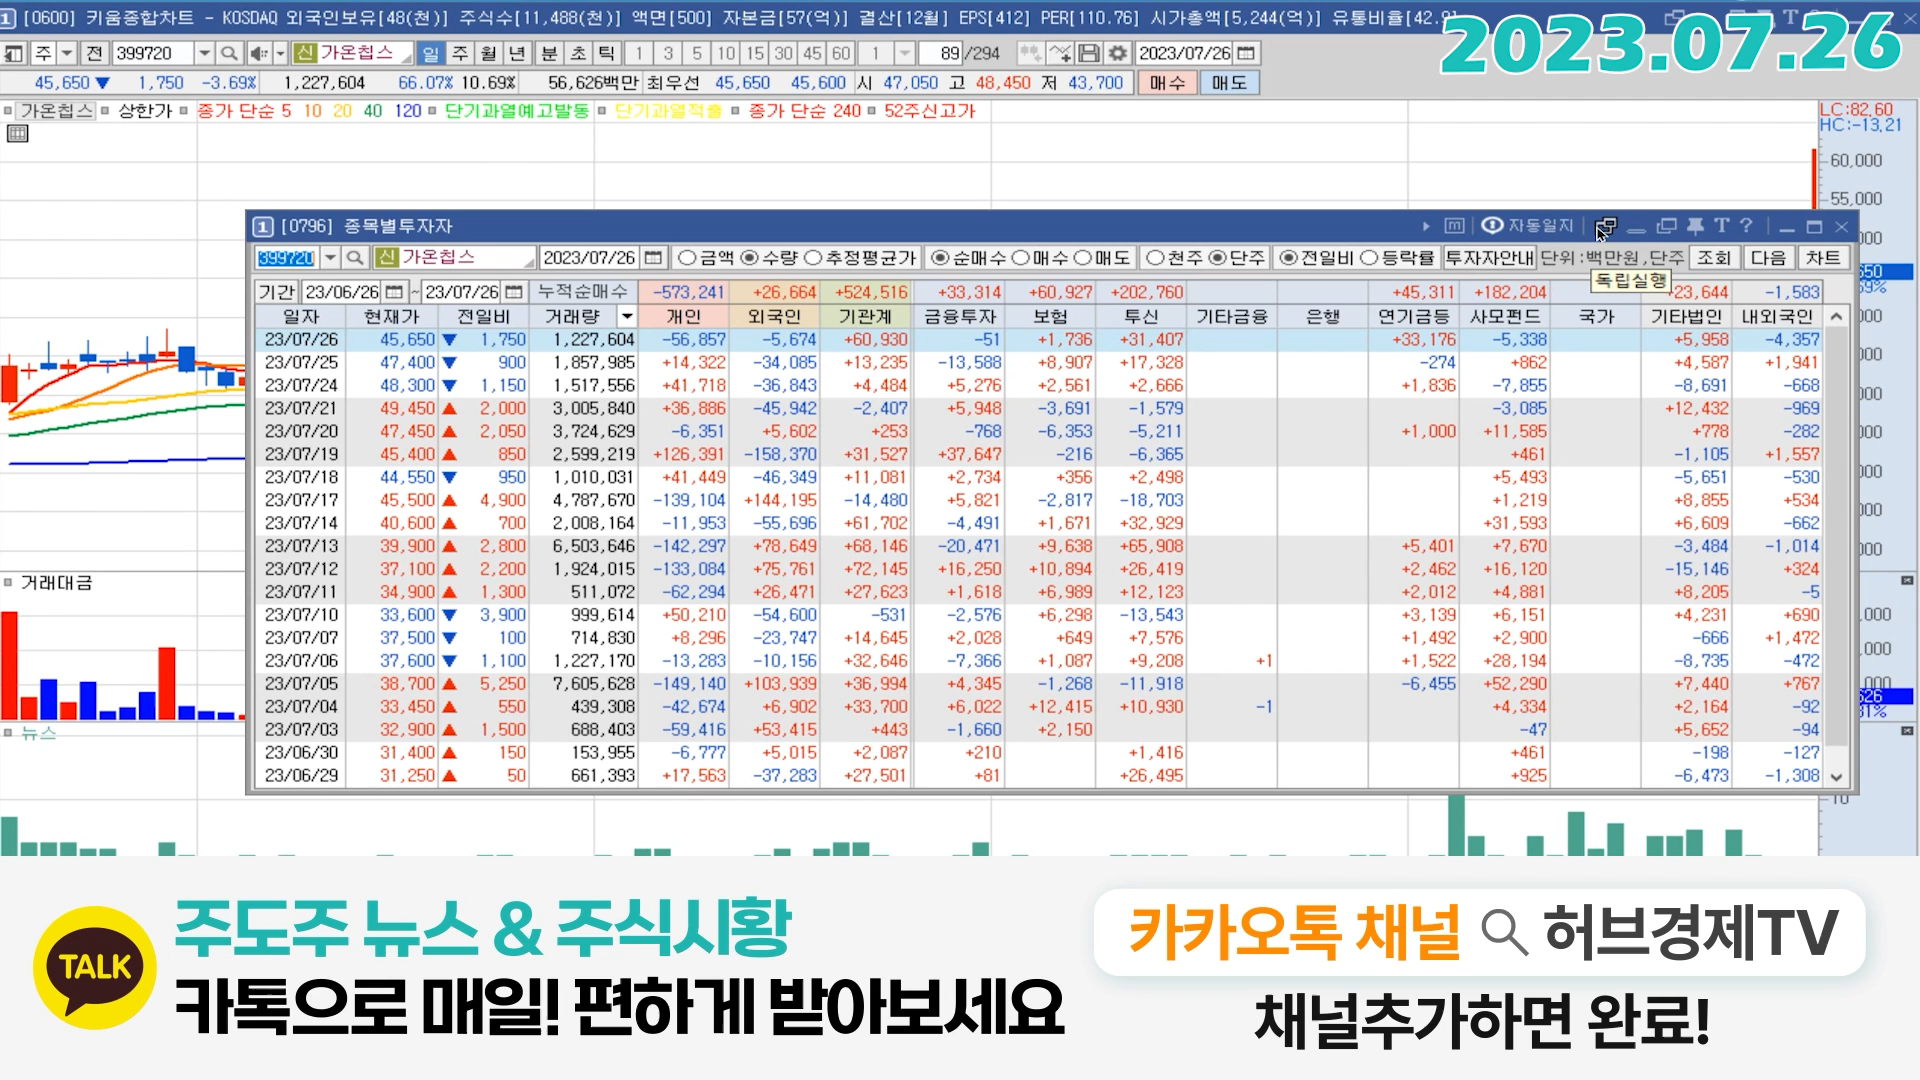 [0600] 키움종합차트 - KOSDAQ 외국인보유[48(천)] 주식수[11,488(천)] 액면[500] 자본금[57(억)] 결산[12월] EPS[412] PER[110.76] 시가총액[5,244(억)] 유통비율[42.9
2023.07.26
주 전 399720 신 가온칩스 일 주 월 년 분 초 틱 1 3 5 10 15 30 45 60 1 89 /294 2023/07/26
45,650 ▼ 1,750 -3.69% 1,227,604 66.07% 10.69% 56,626백만 최우선 45,650 45,600 시 47,050 고 48,450 저 43,700 매수 매도
가온칩스 상한가 종가 단순 5 10 20 40 120 단기과열예고발동 단기과열적출 종가 단순 240 52주신고가
LC:82,60
HC:-13,21
60,000
55,000
1 [0796] 종목별투자자 자동일지
399720 신 가온칩스 2023/07/26 금액 수량 추정평균가 순매수 매수 매도 천주 단주 전일비 등락률 투자자안내 단위:백만원,단주 조회 다음 차트
독립실행
기간 23/06/26 ~ 23/07/26 누적순매수 -573,241 +26,664 +524,516 +33,314 +60,927 +202,760 +45,311 +182,204 +23,644 -1,583
일자 현재가 전일비 거래량 개인 외국인 기관계 금융투자 보험 투신 기타금융 은행 연기금등 사모펀드 국가 기타법인 내외국인
23/07/26 45,650 ▼ 1,750 1,227,604 -56,857 -5,674 +60,930 -51 +1,736 +31,407 +33,176 -5,338 +5,958 -4,357
23/07/25 47,400 ▼ 900 1,857,985 +14,322 -34,085 +13,235 -13,588 +8,907 +17,328 -274 +862 +4,587 +1,941
23/07/24 48,300 ▼ 1,150 1,517,556 +41,718 -36,843 +4,484 +5,276 +2,561 +2,666 +1,836 -7,855 -8,691 -668
23/07/21 49,450 ▲ 2,000 3,005,840 +36,886 -45,942 -2,407 +5,948 -3,691 -1,579 -3,085 +12,432 -969
23/07/20 47,450 ▲ 2,050 3,724,629 -6,351 +5,602 +253 -768 -6,353 -5,211 +1,000 +11,585 +778 -282
23/07/19 45,400 ▲ 850 2,599,219 +126,391 -158,370 +31,527 +37,647 -216 -6,365 +461 -1,105 +1,557
23/07/18 44,550 ▼ 950 1,010,031 +41,449 -46,349 +11,081 +2,734 +356 +2,498 +5,493 -5,651 -530
23/07/17 45,500 ▲ 4,900 4,787,670 -139,104 +144,195 -14,480 +5,821 -2,817 -18,703 +1,219 +8,855 +534
23/07/14 40,600 ▲ 700 2,008,164 -11,953 -55,696 +61,702 -4,491 +1,671 +32,929 +31,593 +6,609 -662
23/07/13 39,900 ▲ 2,800 6,503,646 -142,297 +78,649 +68,146 -20,471 +9,638 +65,908 +5,401 +7,670 -3,484 -1,014
23/07/12 37,100 ▲ 2,200 1,924,015 -133,084 +75,761 +72,145 +16,250 +10,894 +26,419 +2,462 +16,120 -15,146 +324
23/07/11 34,900 ▲ 1,300 511,072 -62,294 +26,471 +27,623 +1,618 +6,989 +12,123 +2,012 +4,881 +8,205 -5
23/07/10 33,600 ▼ 3,900 999,614 +50,210 -54,600 -531 -2,576 +6,298 -13,543 +3,139 +6,151 +4,231 +690
23/07/07 37,500 ▼ 100 714,830 +8,296 -23,747 +14,645 +2,028 +649 +7,576 +1,492 +2,900 -666 +1,472
23/07/06 37,600 ▼ 1,100 1,227,170 -13,283 -10,156 +32,646 -7,366 +1,087 +9,208 +1 +1,522 +28,194 -8,735 -472
23/07/05 38,700 ▲ 5,250 7,605,628 -149,140 +103,939 +36,994 +4,345 -1,268 -11,918 -6,455 +52,290 +7,440 +767
23/07/04 33,450 ▲ 550 439,308 -42,674 +6,902 +33,700 +6,022 +12,415 +10,930 -1 +4,334 +2,164 -92
23/07/03 32,900 ▲ 1,500 688,403 -59,416 +53,415 +443 -1,660 +2,150 -47 +5,652 -94
23/06/30 31,400 ▲ 150 153,955 -6,777 +5,015 +2,087 +210 +1,416 +461 -198 -127
23/06/29 31,250 ▲ 50 661,393 +17,563 -37,283 +27,501 +81 +26,495 +925 -6,473 -1,308
거래대금
뉴스
10
TALK
주도주 뉴스 & 주식시황
카톡으로 매일! 편하게 받아보세요
카카오톡 채널 허브경제TV
채널추가하면 완료!